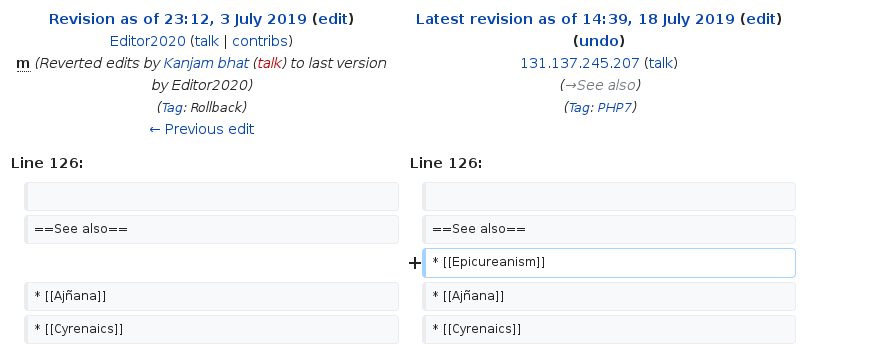 Revision as of 23:12, 3 July 2019 (edit)
Editor2020 (talk | contribs)
m (Reverted edits by Kanjam bhat (talk) to last version
by Editor2020)
(Tag: Rollback)
← Previous edit
Latest revision as of 14:39, 18 July 2019 (edit)
(undo)
131.137.245.207 (talk)
(→See also)
(Tag: PHP7)
Line 126:
Line 126:
==See also==
==See also==
+ * [[Epicureanism]]
* [[Ajñana]]
* [[Ajñana]]
* [[Cyrenaics]]
* [[Cyrenaics]]